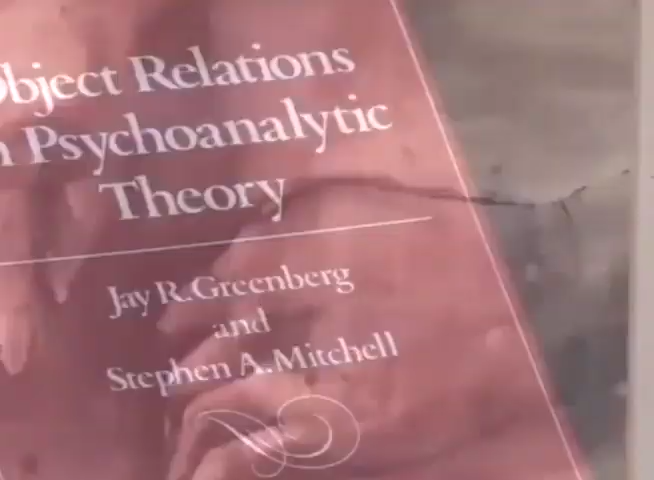 bject Relations
n Psychoanalytic
Theory
Jay R. Greenberg
and
Stephen A. Mitchell